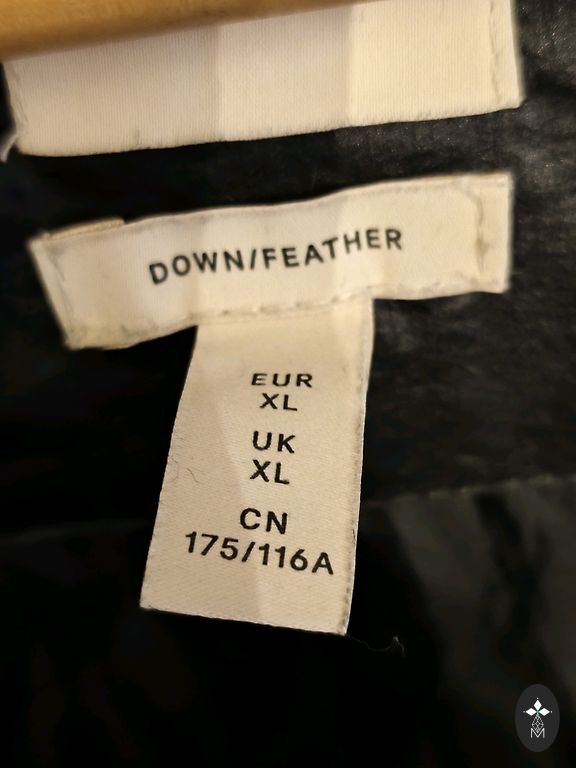 DOWN/FEATHER
EUR
XL
UK
XL
CN
175/116A
M